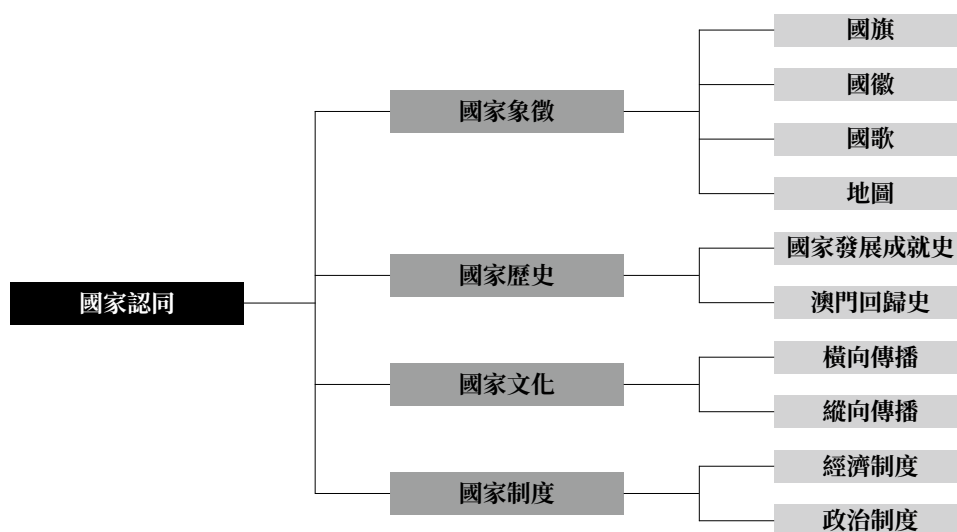 國家認同
國家象徵
國旗
國徽
國歌
地圖
國家歷史
國家發展成就史
澳門回歸史
國家文化
橫向傳播
縱向傳播
國家制度
經濟制度
政治制度